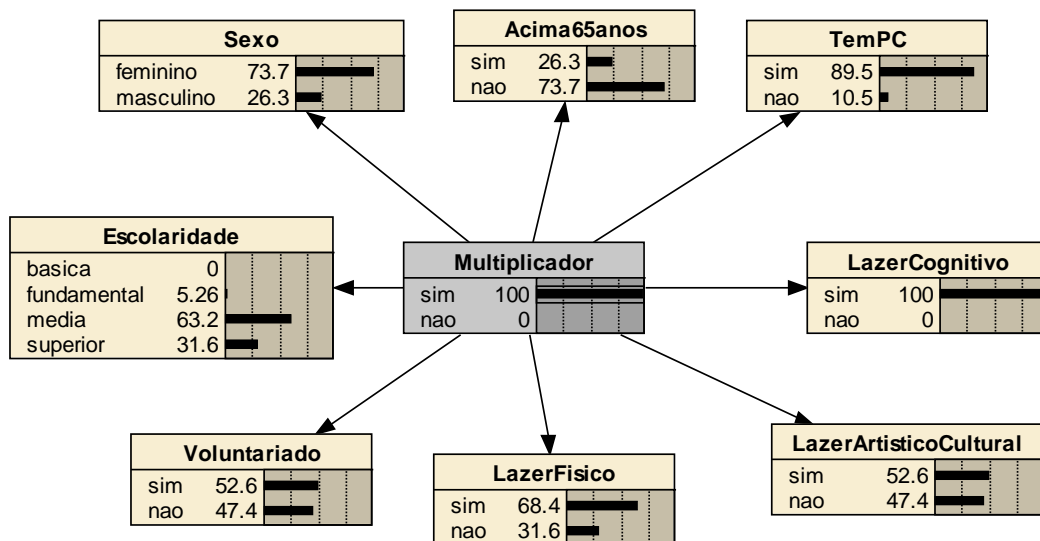 Sexo
feminino 73.7
masculino 26.3
Acima65anos
sim 26.3
nao 73.7
TemPC
sim 89.5
nao 10.5
Escolaridade
basica 0
fundamental 5.26
media 63.2
superior 31.6
Multiplicador
sim 100
nao 0
LazerCognitivo
sim 100
nao 0
Voluntariado
sim 52.6
nao 47.4
LazerFisico
sim 68.4
nao 31.6
LazerArtisticoCultural
sim 52.6
nao 47.4